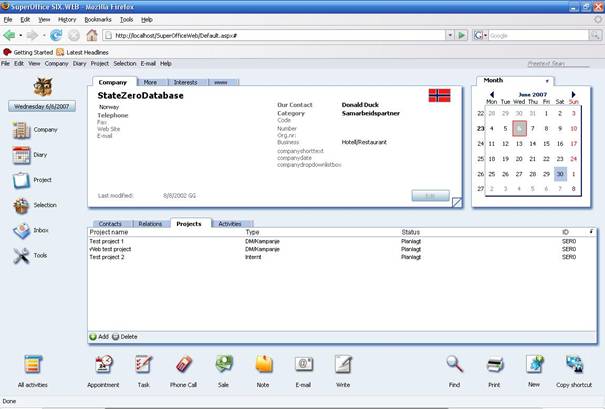 SuperOffice SIX.WEB - Mozilla Firefox
File Edit View History Bookmarks Tools Help
http://localhost/SuperOfficeWeb/Default.aspx#
Google
Getting Started Latest Headlines
File Edit View Company Diary Project Selection E-mail Help
Wednesday 6/6/2007
Company
Diary
Project
Selection
Inbox
Tools
Company More Interests www
StateZeroDatabase
Norway
Telephone
Fax
Web Site
E-mail
Our Contact Donald Duck
Category Samarbeidspartner
Code
Number
Org.nr:
Business Hotell/Restaurant
companyshorttext
companydate
companydropdownlistbox
Last modified: 8/8/2002 GG
Edit
Month
June 2007
Mon Tue Wed Thu Fri Sat Sun
22 28 29 30 31 1 2 3
23 4 5 6 7 8 9 10
24 11 12 13 14 15 16 17
25 18 19 20 21 22 23 24
26 25 26 27 28 29 30 1
27 2 3 4 5 6 7 8
Contacts Relations Projects Activities
Project name Type Status ID
Test project 1 DM/Kampanje Planlagt SER0
Web test project DM/Kampanje Planlagt SER0
Test project 2 Internt Planlagt SER0
Add Delete
All activities Appointment Task Phone Call Sale Note E-mail Write Find Print New Copy shortcut
Done